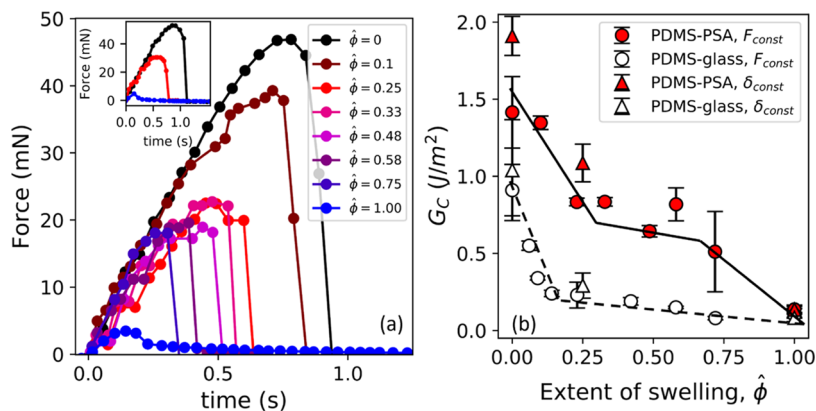 Force (mN)
40
20
0
0.0 0.5 1.0
time (s)
50
40
30
20
10
0
Force (mN)
0.0 0.5 1.0
time (s)
ϕ̂ = 0
ϕ̂ = 0.1
ϕ̂ = 0.25
ϕ̂ = 0.33
ϕ̂ = 0.48
ϕ̂ = 0.58
ϕ̂ = 0.75
ϕ̂ = 1.00
(a)
2.0
1.5
1.0
0.5
0.0
G_C (J/m²)
PDMS-PSA, F_const
PDMS-glass, F_const
PDMS-PSA, δ_const
PDMS-glass, δ_const
(b)
0.00 0.25 0.50 0.75 1.00
Extent of swelling, ϕ̂